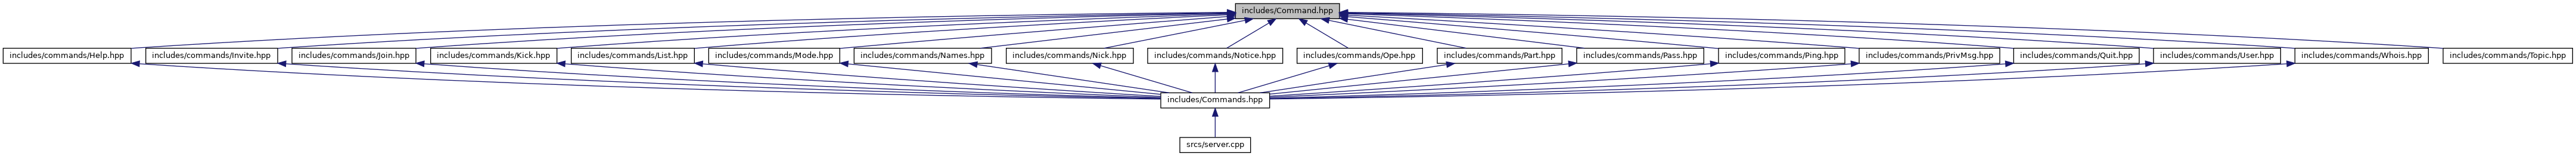 includes/Command.hpp
includes/commands/Help.hpp
includes/commands/Invite.hpp
includes/commands/Join.hpp
includes/commands/Kick.hpp
includes/commands/List.hpp
includes/commands/Mode.hpp
includes/commands/Names.hpp
includes/commands/Nick.hpp
includes/commands/Notice.hpp
includes/commands/Ope.hpp
includes/commands/Part.hpp
includes/commands/Pass.hpp
includes/commands/Ping.hpp
includes/commands/PrivMsg.hpp
includes/commands/Quit.hpp
includes/commands/User.hpp
includes/commands/Whois.hpp
includes/commands/Topic.hpp
includes/Commands.hpp
srcs/server.cpp